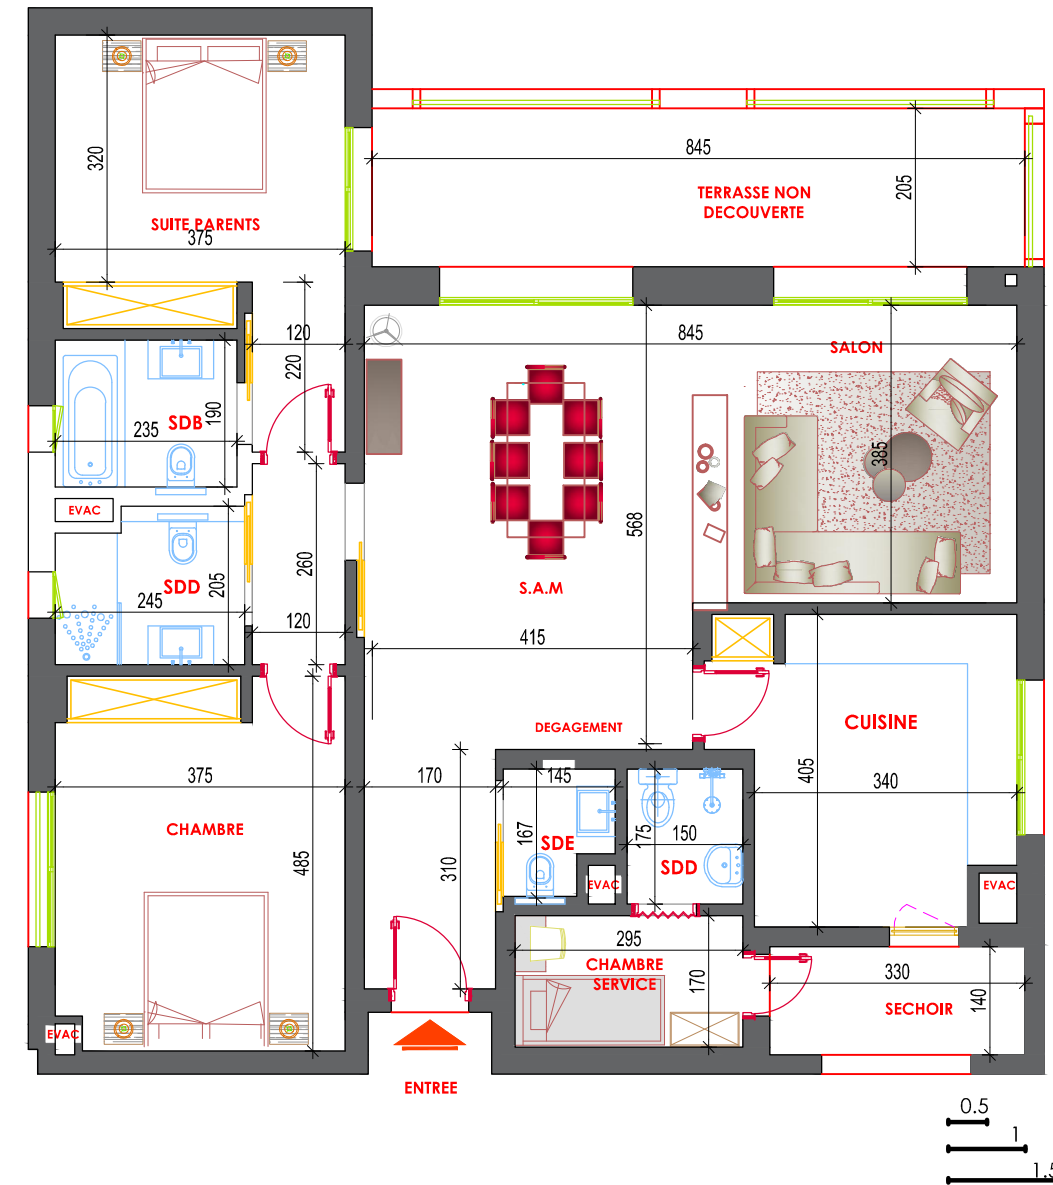 845
320
205
TERRASSE NON
DECOUVERTE
SUITE PARENTS
375
120
845
SALON
220
190
SDB
235
385
EVAC
568
260
SDD
205
S.A.M
245
120
415
DEGAGEMENT
CUISINE
405
375
170
145
340
CHAMBRE
167
SDE
75
150
SDD
485
310
EVAC
EVAC
295
CHAMBRE
SERVICE
170
330
140
SECHOIR
EVAC
ENTREE
0.5
1
1.5